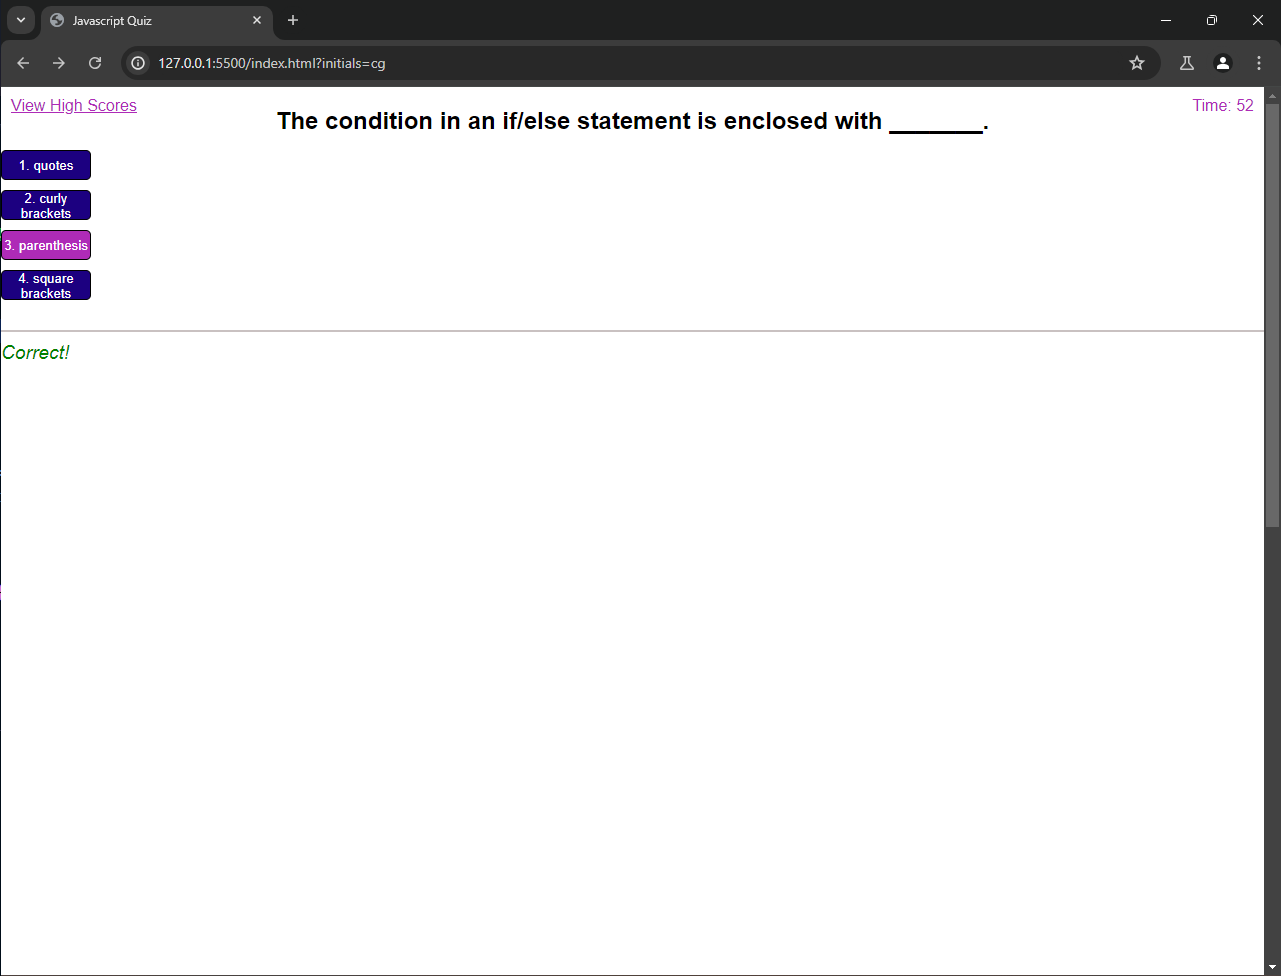 Javascript Quiz
127.0.0.1:5500/index.html?initials=cg
View High Scores
Time: 52
The condition in an if/else statement is enclosed with _______.
1. quotes
2. curly
brackets
3. parenthesis
4. square
brackets
Correct!